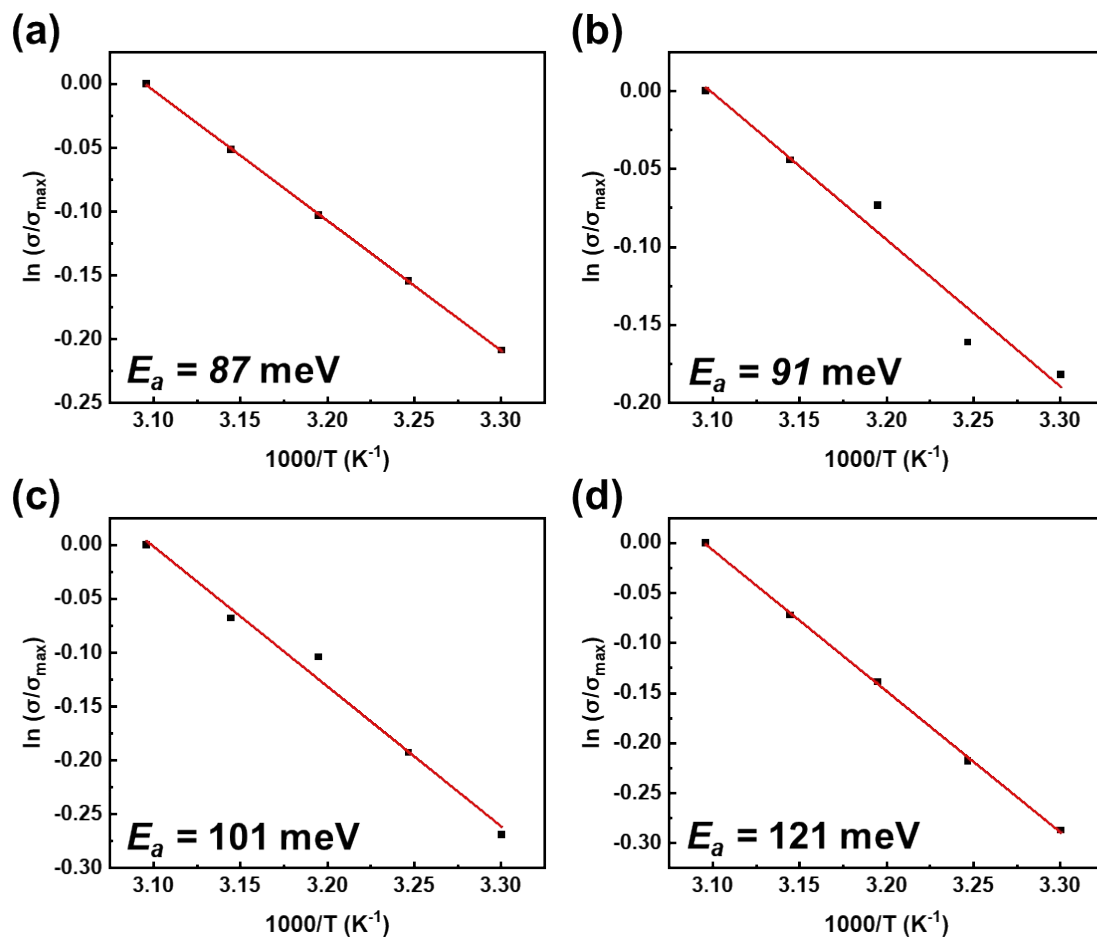 (a)
0.00
-0.05
-0.10
-0.15
-0.20
-0.25
ln (σ/σmax)
Ea = 87 meV
3.10 3.15 3.20 3.25 3.30
1000/T (K-1)
(b)
0.00
-0.05
-0.10
-0.15
-0.20
ln (σ/σmax)
Ea = 91 meV
3.10 3.15 3.20 3.25 3.30
1000/T (K-1)
(c)
0.00
-0.05
-0.10
-0.15
-0.20
-0.25
-0.30
ln (σ/σmax)
Ea = 101 meV
3.10 3.15 3.20 3.25 3.30
1000/T (K-1)
(d)
0.00
-0.05
-0.10
-0.15
-0.20
-0.25
-0.30
ln (σ/σmax)
Ea = 121 meV
3.10 3.15 3.20 3.25 3.30
1000/T (K-1)